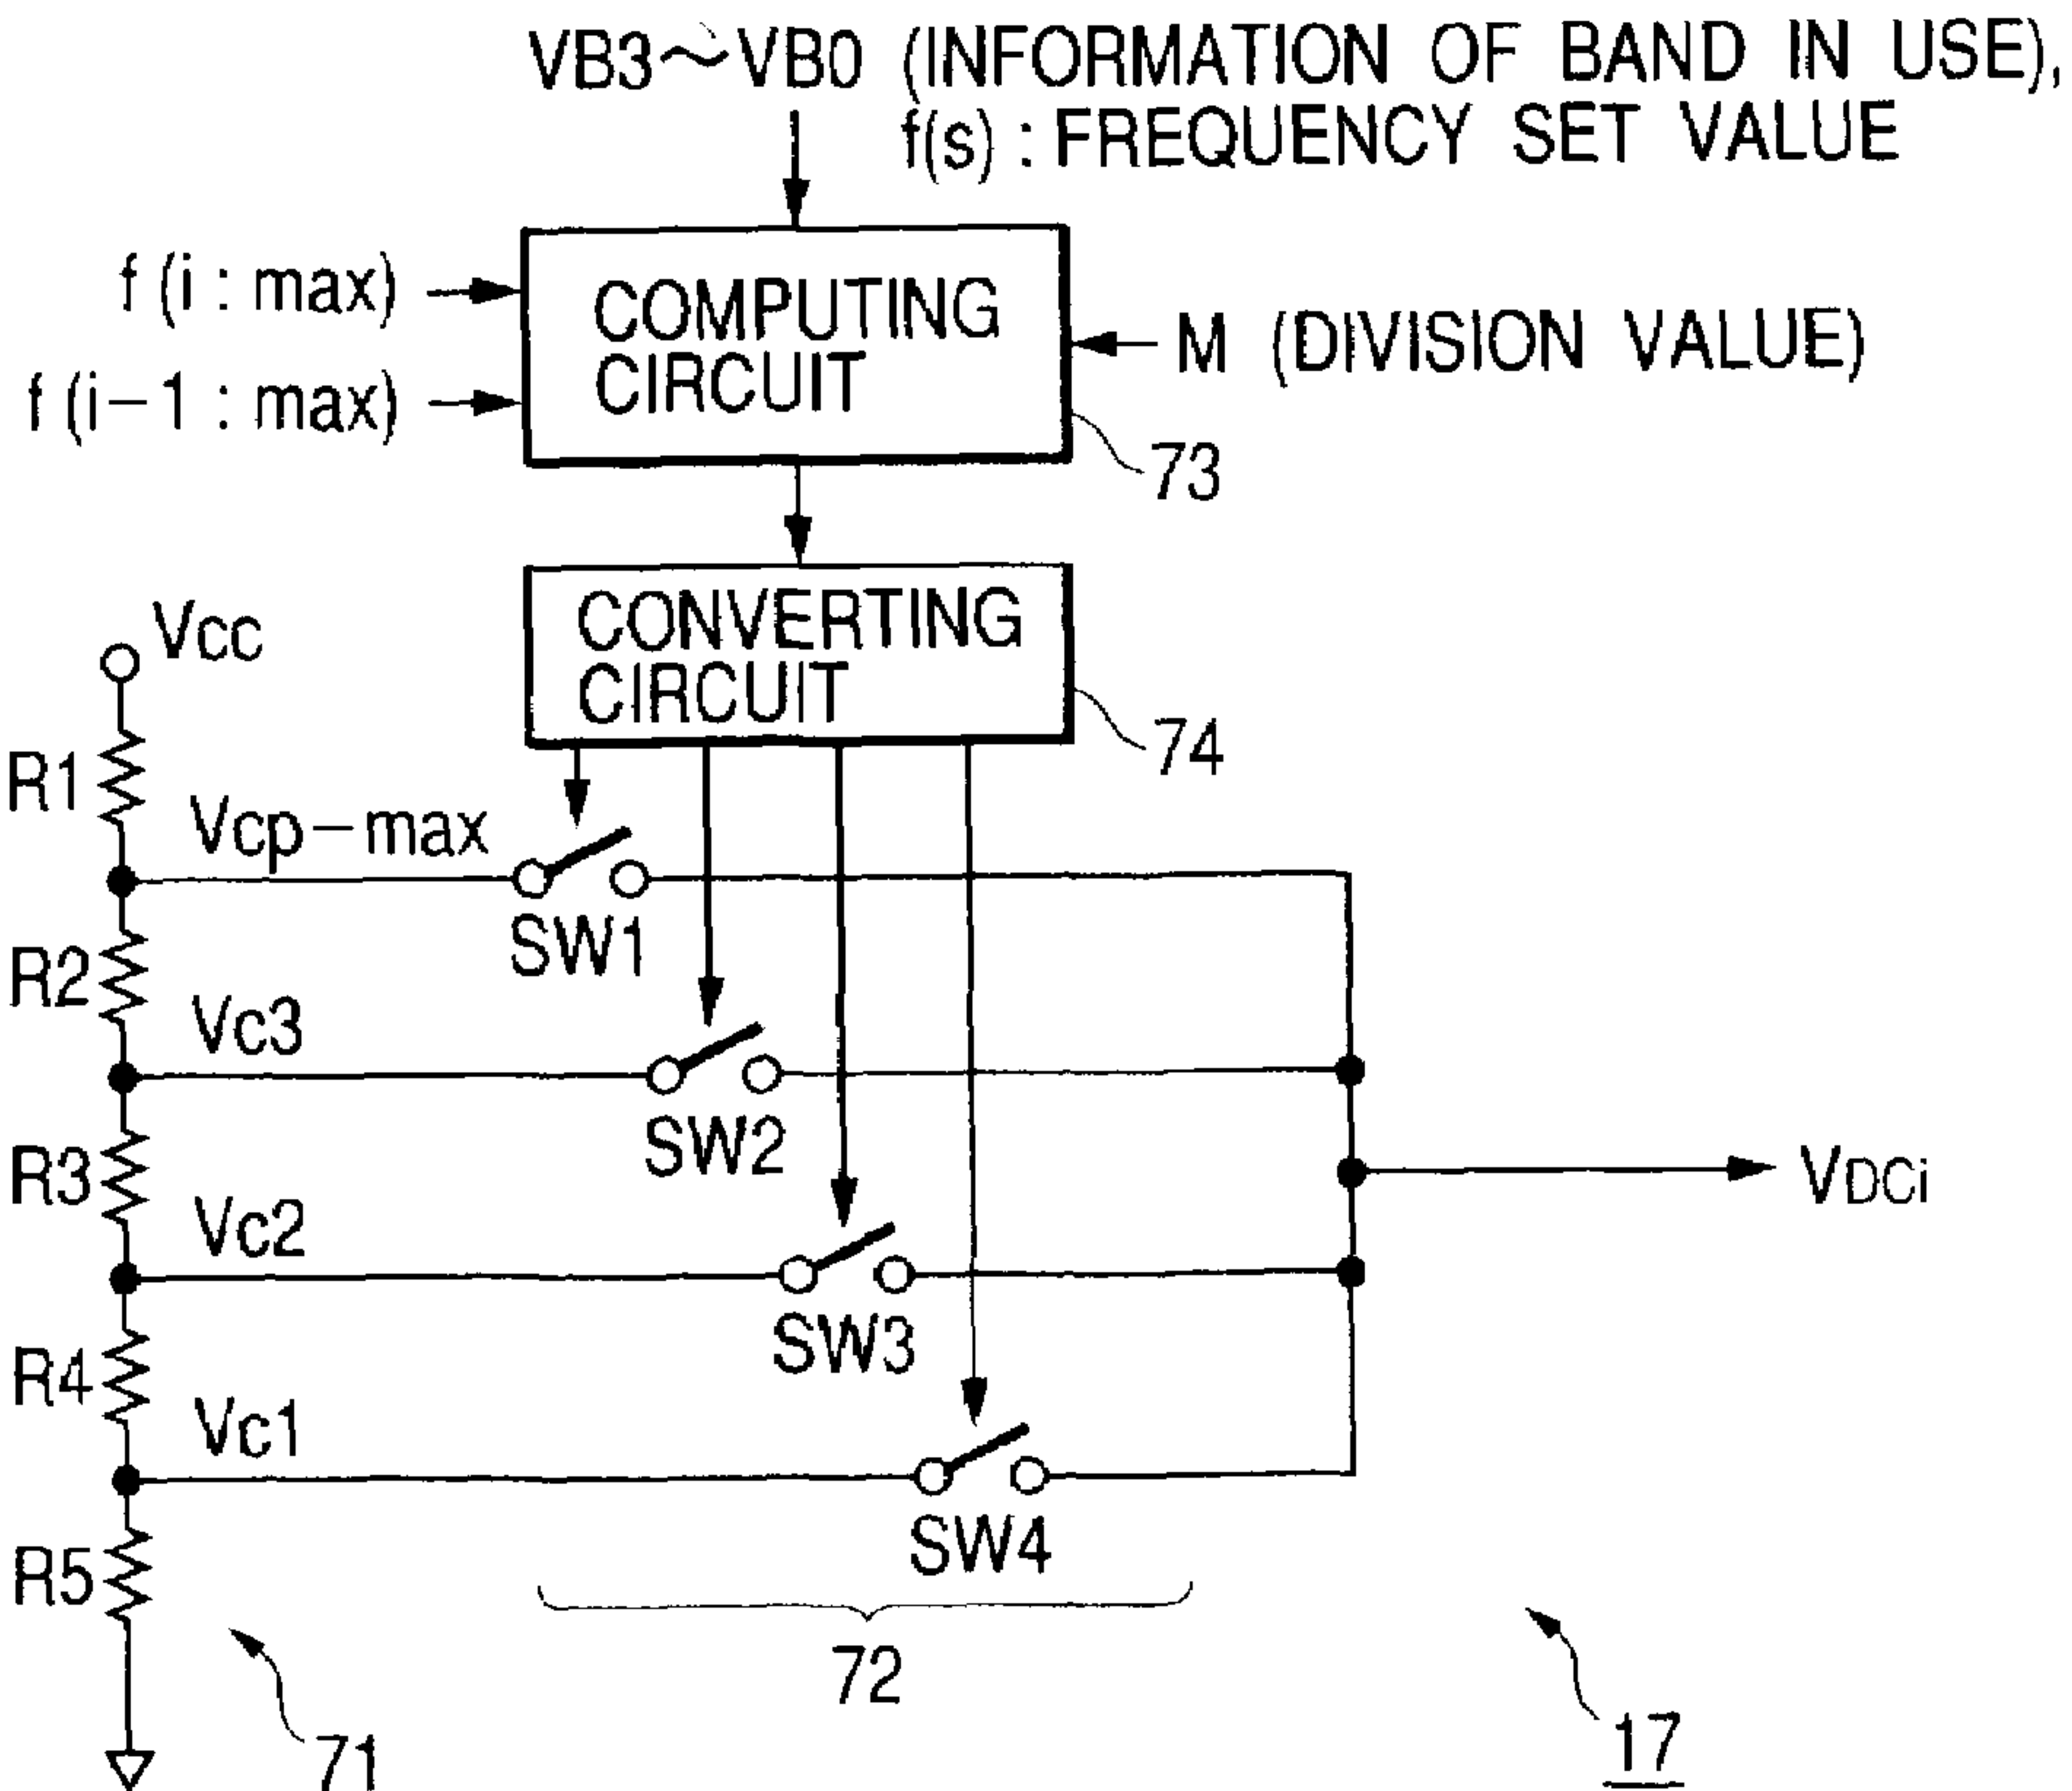 VB3～VB0 (INFORMATION OF BAND IN USE),
f(s) : FREQUENCY SET VALUE
f (i : max)
f (i−1 : max)
COMPUTING
CIRCUIT
M (DIVISION VALUE)
73
CONVERTING
CIRCUIT
74
Vcc
R1
Vcp−max
SW1
R2
Vc3
SW2
R3
VDCi
Vc2
SW3
R4
Vc1
SW4
R5
72
71
17